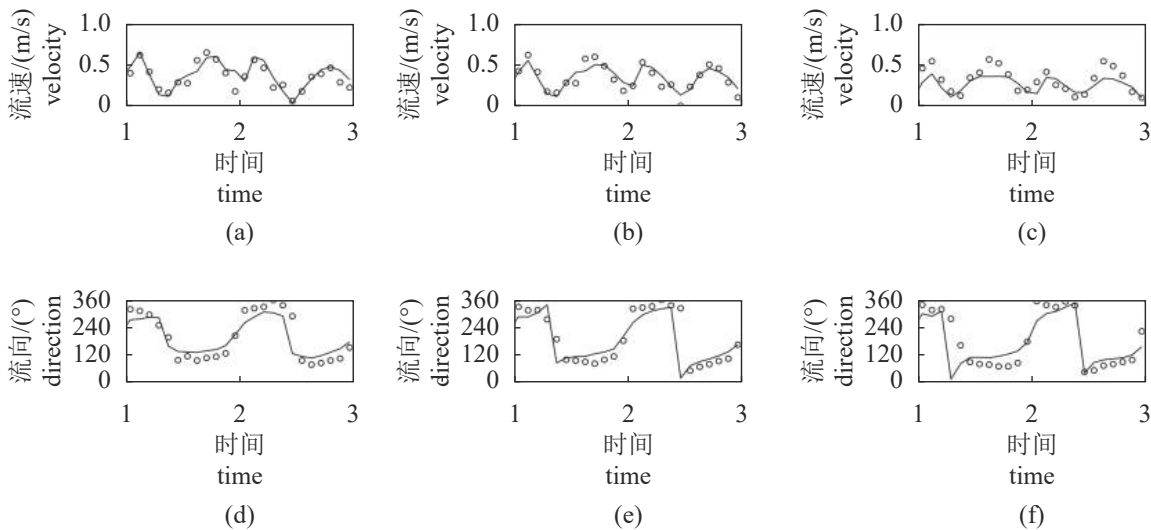 1.0
0.5
0
流速/(m/s)
velocity
1 2 3
时间
time
(a)
1.0
0.5
0
流速/(m/s)
velocity
1 2 3
时间
time
(b)
1.0
0.5
0
流速/(m/s)
velocity
1 2 3
时间
time
(c)
360
240
120
0
流向/(°)
direction
1 2 3
时间
time
(d)
360
240
120
0
流向/(°)
direction
1 2 3
时间
time
(e)
360
240
120
0
流向/(°)
direction
1 2 3
时间
time
(f)